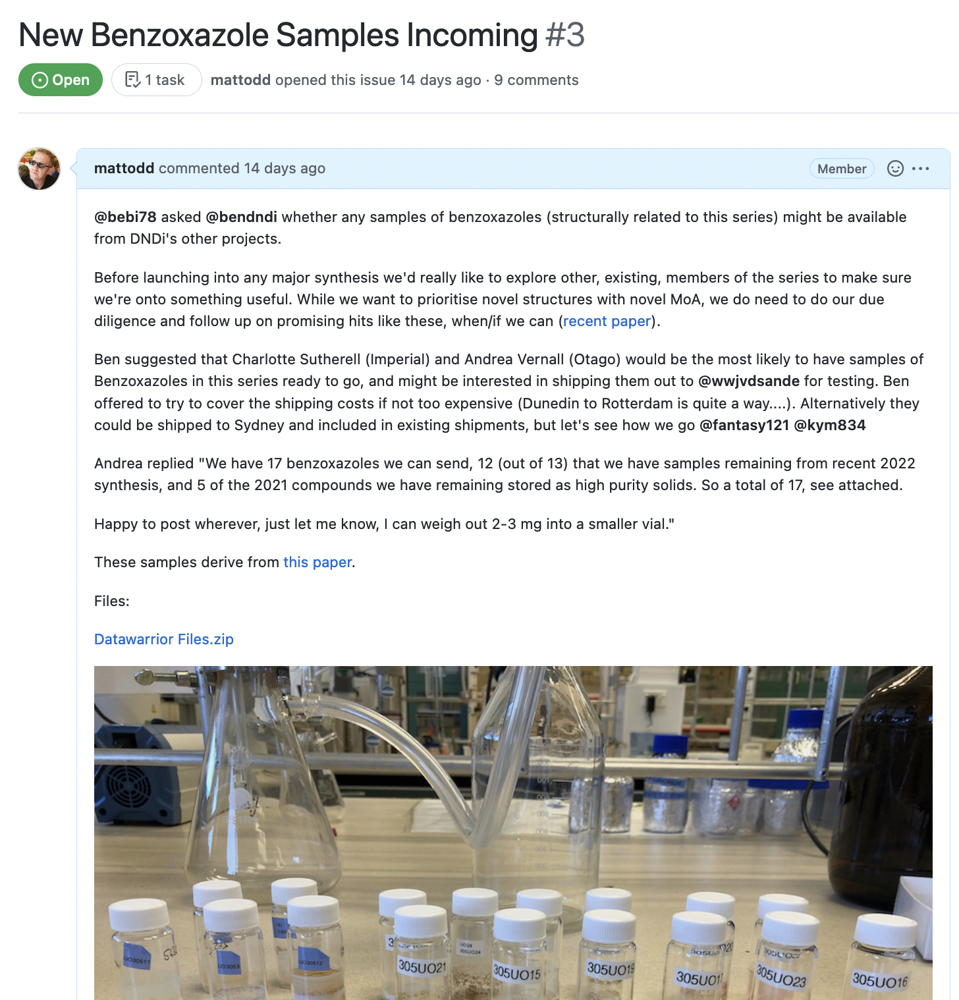 New Benzoxazole Samples Incoming #3
Open
1 task
mattodd opened this issue 14 days ago · 9 comments
mattodd commented 14 days ago
Member
@bebi78 asked @bendndi whether any samples of benzoxazoles (structurally related to this series) might be available
from DNDi's other projects.
Before launching into any major synthesis we'd really like to explore other, existing, members of the series to make sure
we're onto something useful. While we want to prioritise novel structures with novel MoA, we do need to do our due
diligence and follow up on promising hits like these, when/if we can (recent paper).
Ben suggested that Charlotte Sutherell (Imperial) and Andrea Vernall (Otago) would be the most likely to have samples of
Benzoxazoles in this series ready to go, and might be interested in shipping them out to @wwjvdsande for testing. Ben
offered to try to cover the shipping costs if not too expensive (Dunedin to Rotterdam is quite a way....). Alternatively they
could be shipped to Sydney and included in existing shipments, but let's see how we go @fantasy121 @kym834
Andrea replied "We have 17 benzoxazoles we can send, 12 (out of 13) that we have samples remaining from recent 2022
synthesis, and 5 of the 2021 compounds we have remaining stored as high purity solids. So a total of 17, see attached.
Happy to post wherever, just let me know, I can weigh out 2-3 mg into a smaller vial."
These samples derive from this paper.
Files:
Datawarrior Files.zip
UO30511
UO3053
UO30512
305UO21
UO24
305UO24
305UO15
305UO19
305UO23
305UO16